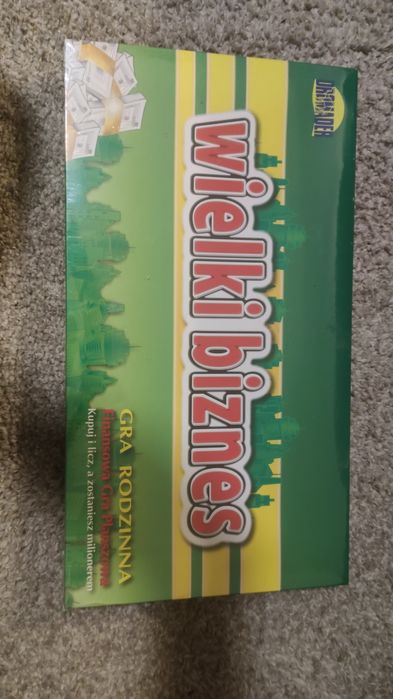 DROMADER
wielki biznes
GRA RODZINNA
Finansowa Gra Planszowa
Kupuj i licz, a zostaniesz milionerem